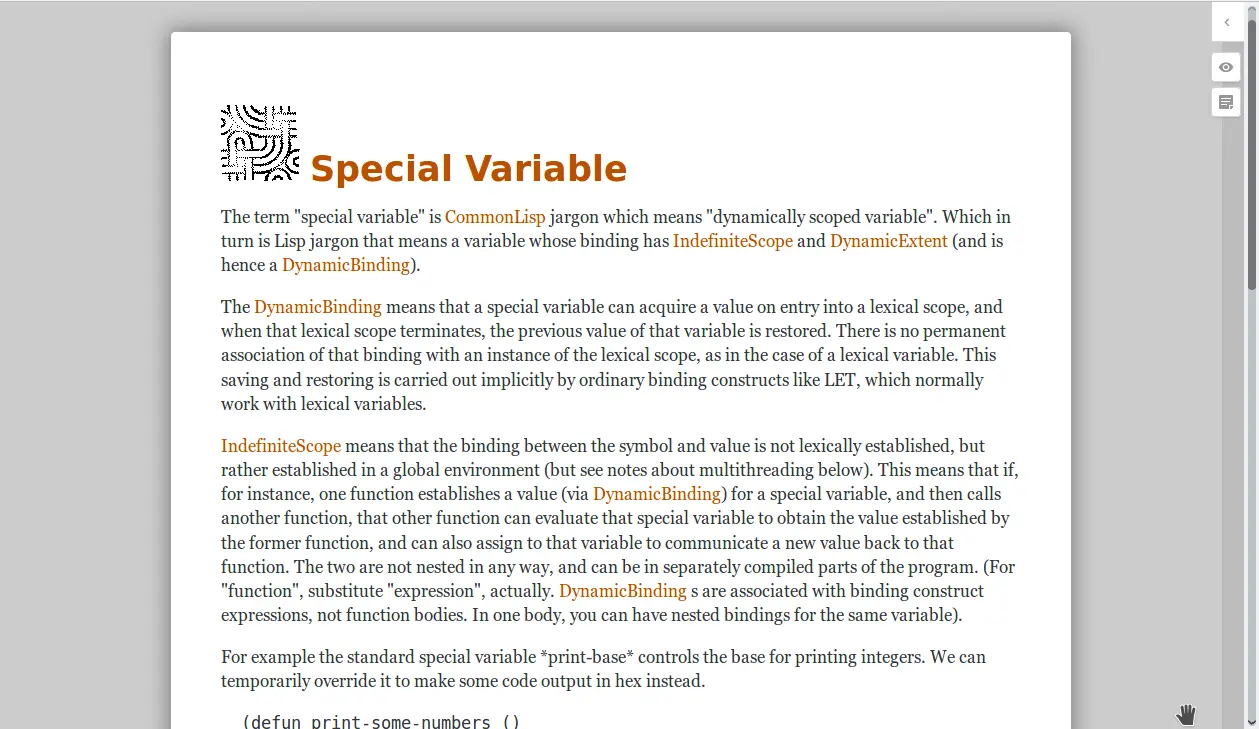 Special Variable
The term "special variable" is CommonLisp jargon which means "dynamically scoped variable". Which in
turn is Lisp jargon that means a variable whose binding has IndefiniteScope and DynamicExtent (and is
hence a DynamicBinding).
The DynamicBinding means that a special variable can acquire a value on entry into a lexical scope, and
when that lexical scope terminates, the previous value of that variable is restored. There is no permanent
association of that binding with an instance of the lexical scope, as in the case of a lexical variable. This
saving and restoring is carried out implicitly by ordinary binding constructs like LET, which normally
work with lexical variables.
IndefiniteScope means that the binding between the symbol and value is not lexically established, but
rather established in a global environment (but see notes about multithreading below). This means that if,
for instance, one function establishes a value (via DynamicBinding) for a special variable, and then calls
another function, that other function can evaluate that special variable to obtain the value established by
the former function, and can also assign to that variable to communicate a new value back to that
function. The two are not nested in any way, and can be in separately compiled parts of the program. (For
"function", substitute "expression", actually. DynamicBinding s are associated with binding construct
expressions, not function bodies. In one body, you can have nested bindings for the same variable).
For example the standard special variable *print-base* controls the base for printing integers. We can
temporarily override it to make some code output in hex instead.
(defun print-some-numbers ()